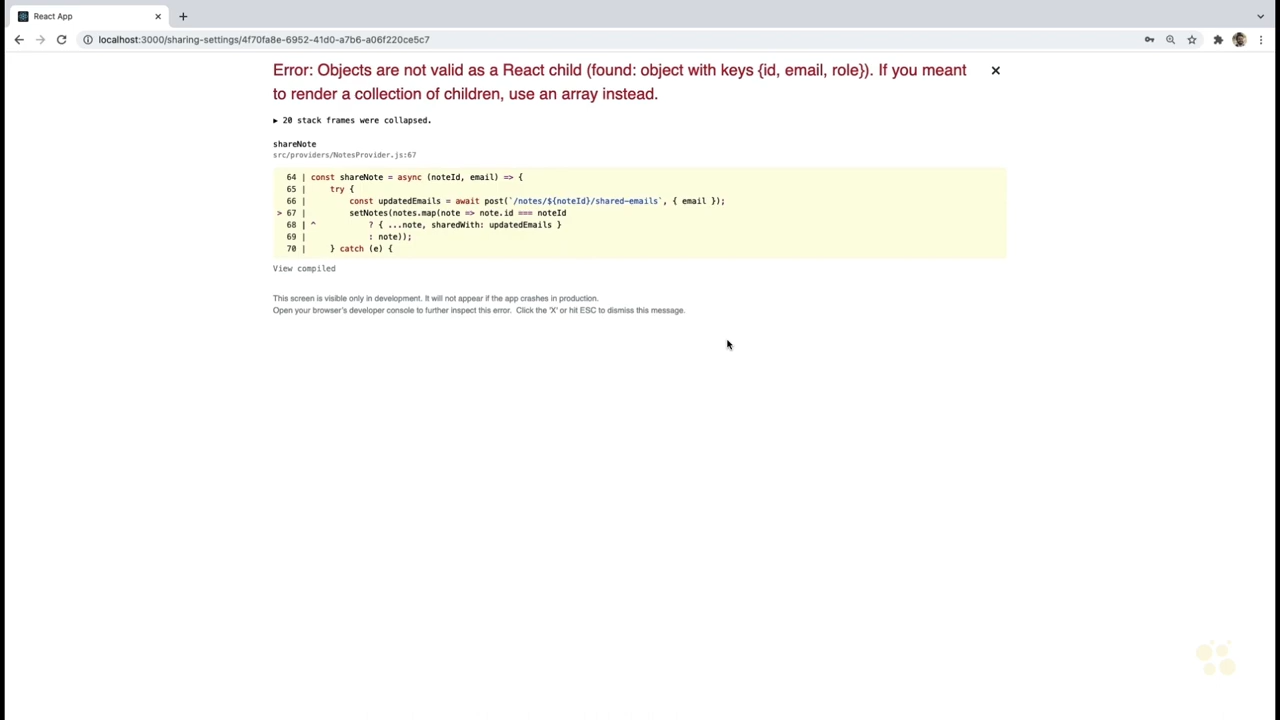 React App
localhost:3000/sharing-settings/4f70fa8e-6952-41d0-a7b6-a06f220ce5c7
Error: Objects are not valid as a React child (found: object with keys {id, email, role}). If you meant
to render a collection of children, use an array instead.
▶ 20 stack frames were collapsed.
shareNote
src/providers/NotesProvider.js:67
64 | const shareNote = async (noteId, email) => {
65 |     try {
66 |         const updatedEmails = await post(`/notes/${noteId}/shared-emails`, { email });
> 67 |         setNotes(notes.map(note => note.id === noteId
68 | ^           ? { ...note, sharedWith: updatedEmails }
69 |             : note));
70 |     } catch (e) {
View compiled
This screen is visible only in development. It will not appear if the app crashes in production.
Open your browser's developer console to further inspect this error.  Click the 'X' or hit ESC to dismiss this message.